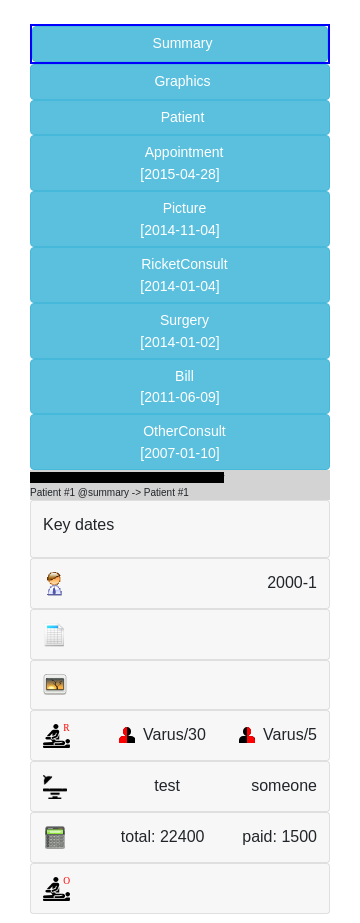 Summary
Graphics
Patient
Appointment
[2015-04-28]
Picture
[2014-11-04]
RicketConsult
[2014-01-04]
Surgery
[2014-01-02]
Bill
[2011-06-09]
OtherConsult
[2007-01-10]
Patient #1 @summary -> Patient #1
Key dates
2000-1
R Varus/30 Varus/5
test someone
total: 22400 paid: 1500
O